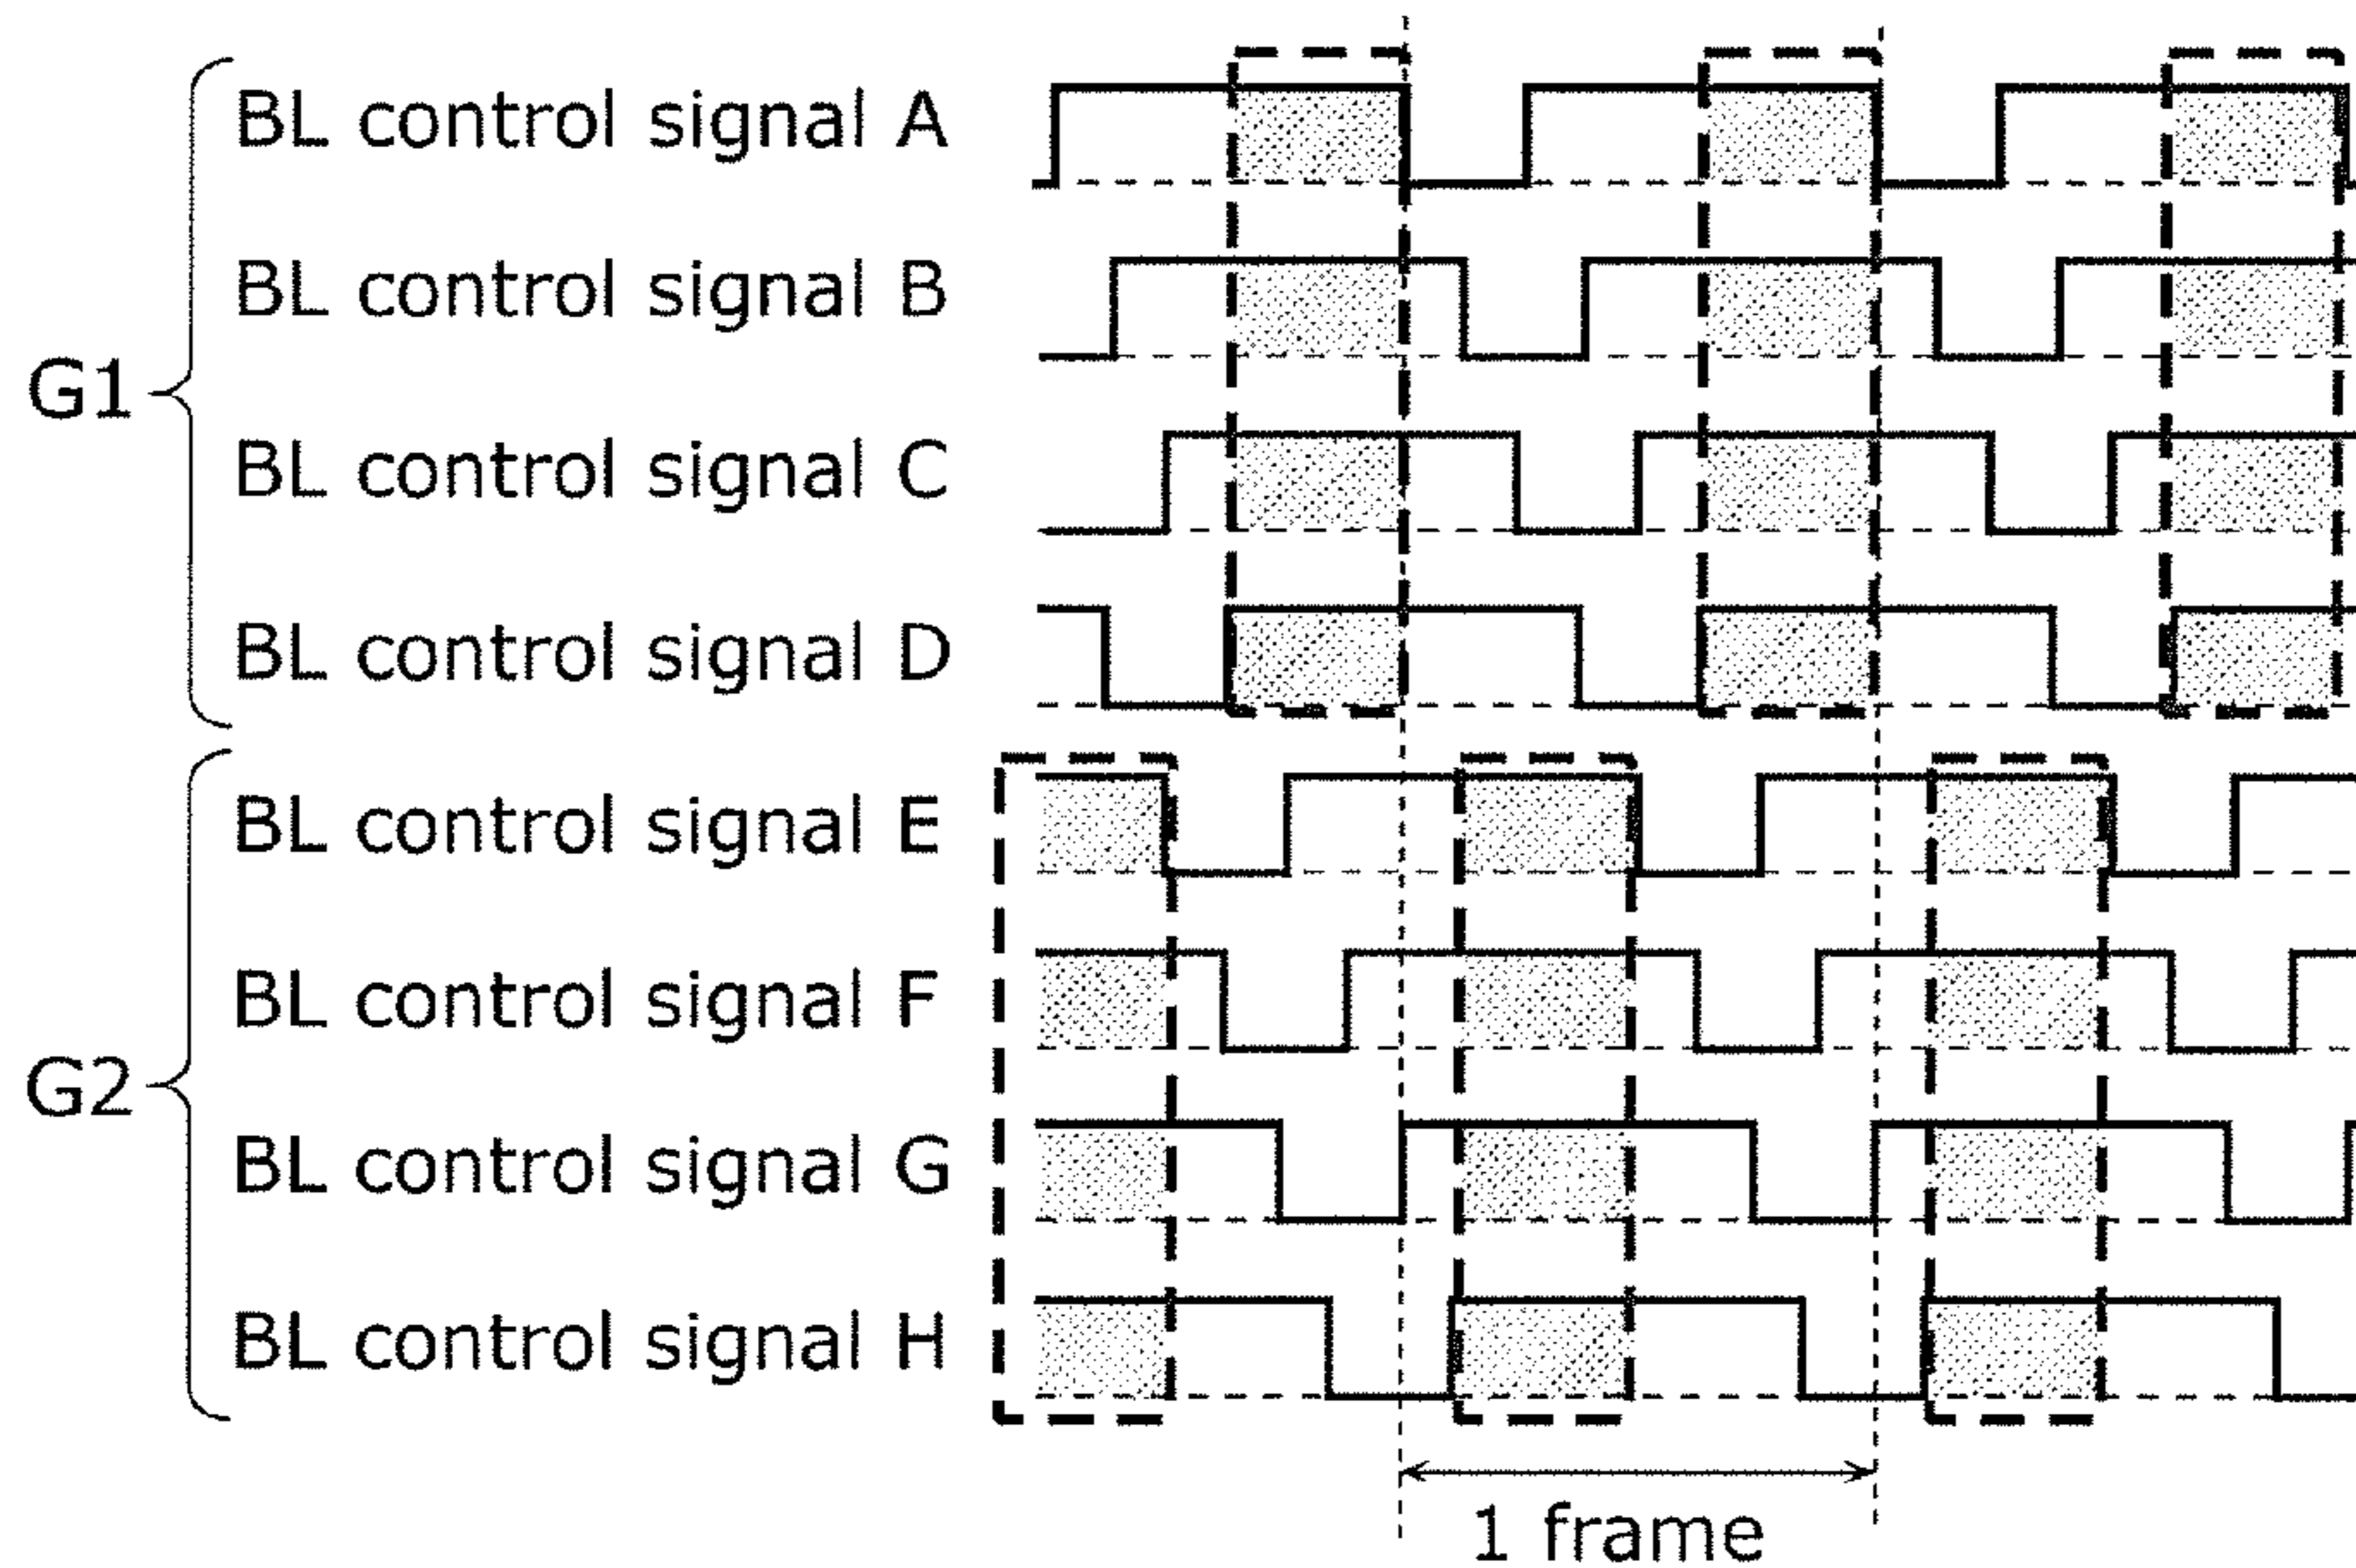 G1
BL control signal A
BL control signal B
BL control signal C
BL control signal D
G2
BL control signal E
BL control signal F
BL control signal G
BL control signal H
1 frame